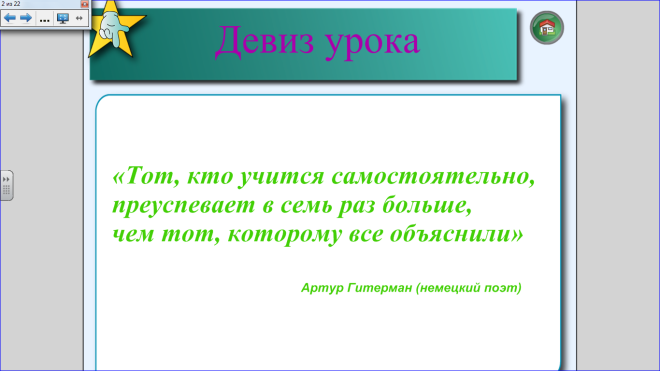 2 из 22
Девиз урока
«Тот, кто учится самостоятельно,
преуспевает в семь раз больше,
чем тот, которому все объяснили»
Артур Гитерман (немецкий поэт)